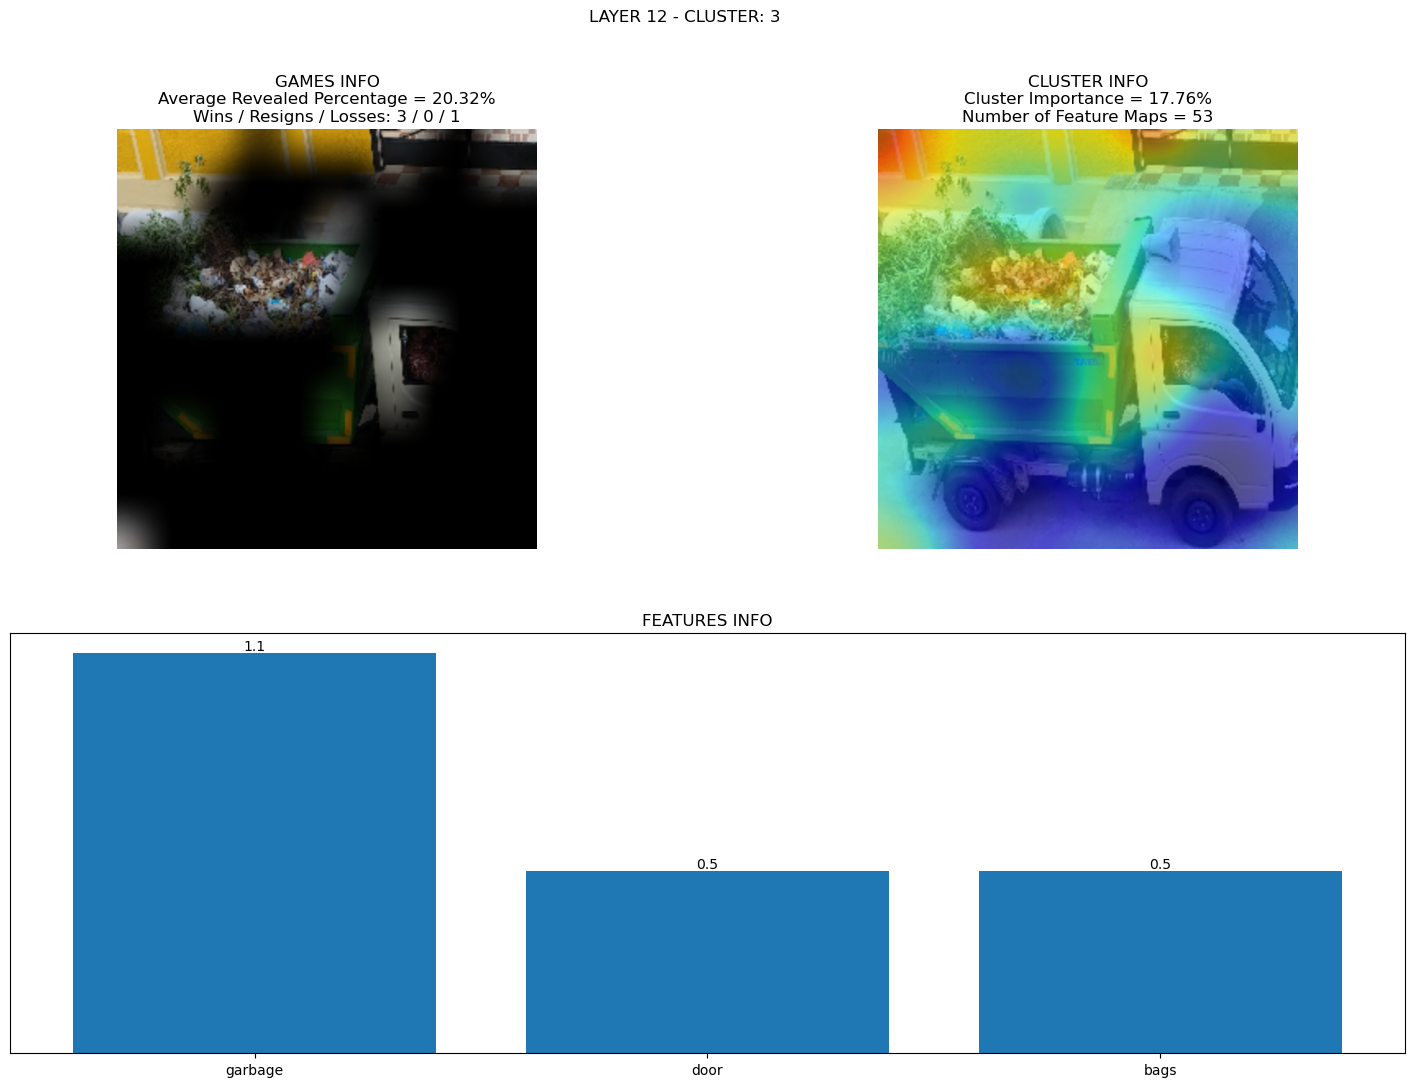 LAYER 12 - CLUSTER: 3
GAMES INFO
Average Revealed Percentage = 20.32%
Wins / Resigns / Losses: 3 / 0 / 1
CLUSTER INFO
Cluster Importance = 17.76%
Number of Feature Maps = 53
FEATURES INFO
1.1
0.5
0.5
garbage
door
bags